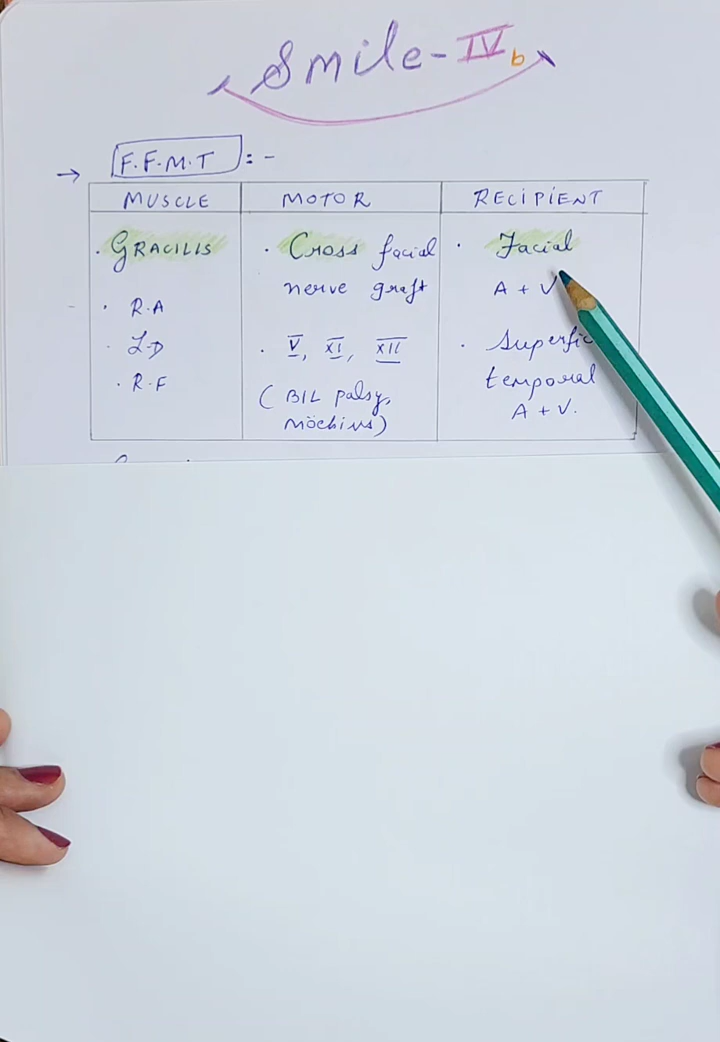 Smile-IV b
→ F.F.M.T :-
MUSCLE MOTOR RECIPIENT
· GRACILIS
· R.A
· L.D
· R.F
· Cross facial
nerve graft
· V, XI, XII
( BIL palsy,
möebius)
· Facial
A + V
· Superfic
temporal
A + V.